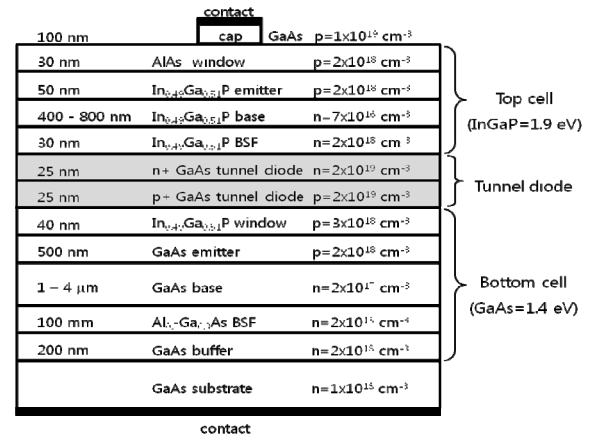 contact
100 nm cap GaAs p=1x10¹⁹ cm⁻³
30 nm AlAs window p=2x10¹⁸ cm⁻³
50 nm In₀.₄₉Ga₀.₅₁P emitter p=2x10¹⁸ cm⁻³
400 - 800 nm In₀.₄₉Ga₀.₅₁P base n=7x10¹⁶ cm⁻³
30 nm In₀.₄₉Ga₀.₅₁P BSF n=2x10¹⁸ cm⁻³
Top cell
(InGaP=1.9 eV)
25 nm n+ GaAs tunnel diode n=2x10¹⁹ cm⁻³
25 nm p+ GaAs tunnel diode p=2x10¹⁹ cm⁻³
Tunnel diode
40 nm In₀.₄₉Ga₀.₅₁P window p=3x10¹⁸ cm⁻³
500 nm GaAs emitter p=2x10¹⁸ cm⁻³
1 – 4 μm GaAs base n=2x10¹⁷ cm⁻³
100 mm BSF cm⁻³
200 nm GaAs buffer cm⁻³
Bottom cell
(GaAs=1.4 eV)
GaAs substrate cm⁻³
contact